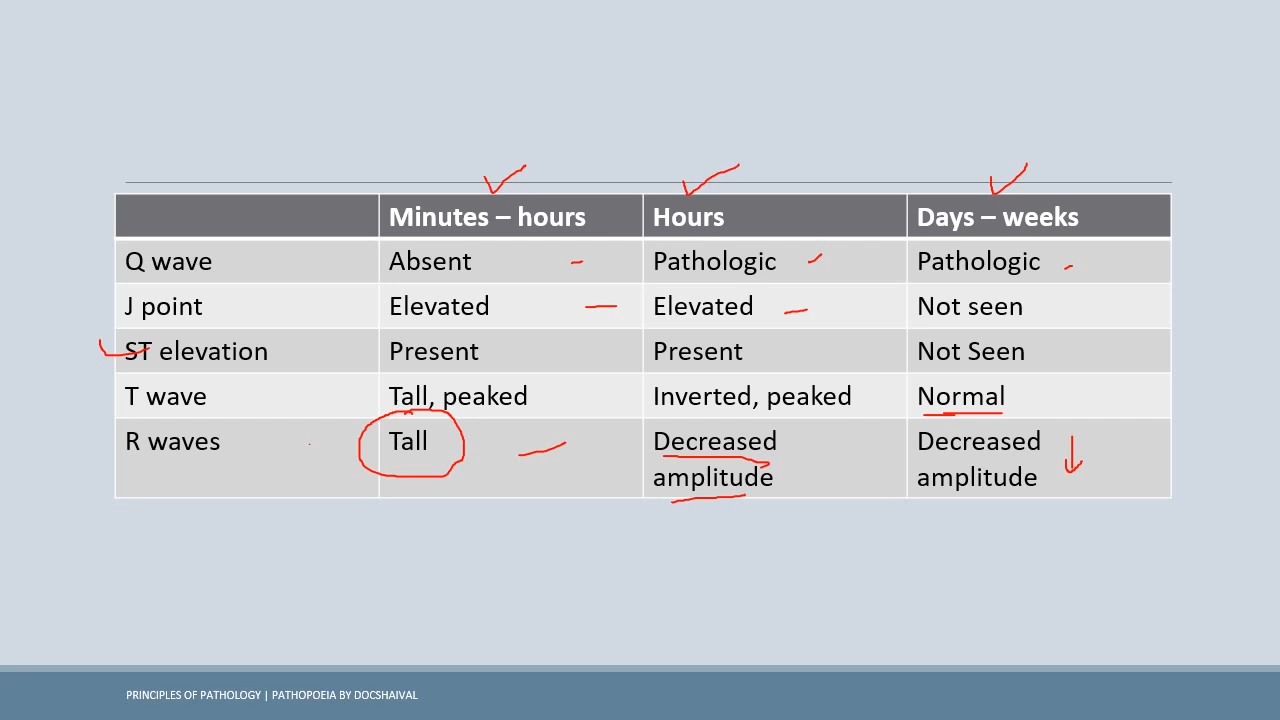 Minutes – hours Hours Days – weeks
Q wave Absent Pathologic Pathologic
J point Elevated Elevated Not seen
ST elevation Present Present Not Seen
T wave Tall, peaked Inverted, peaked Normal
R waves Tall Decreased Decreased
amplitude amplitude
PRINCIPLES OF PATHOLOGY | PATHOPOEIA BY DOCSHAIVAL